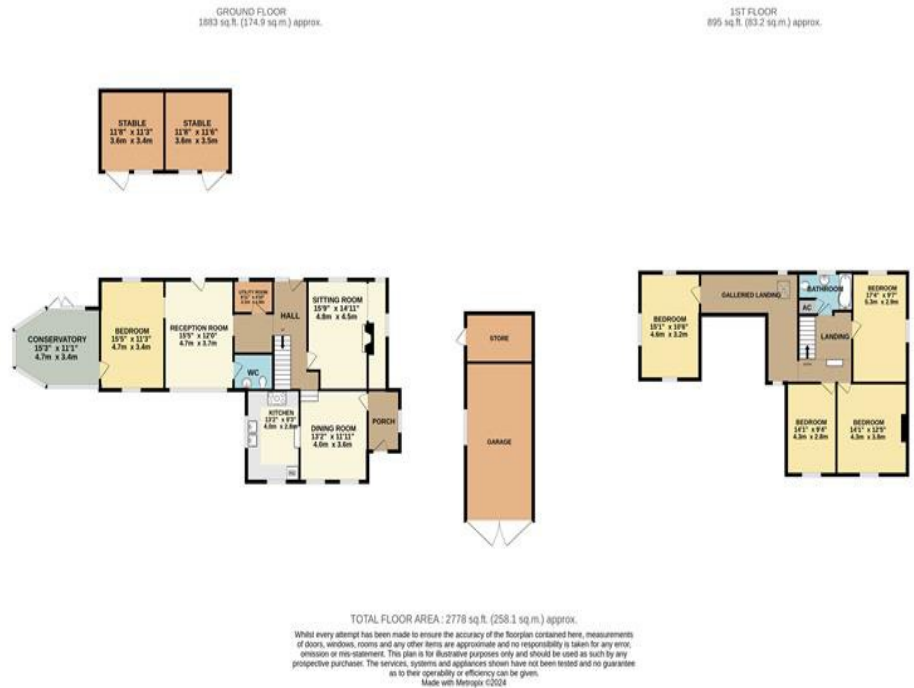 GROUND FLOOR
1883 sq.ft. (174.9 sq.m.) approx.
1ST FLOOR
895 sq.ft. (83.2 sq.m.) approx.
STABLE
11'8" x 11'3"
3.6m x 3.4m
STABLE
11'8" x 11'6"
3.6m x 3.5m
CONSERVATORY
15'3" x 11'1"
4.7m x 3.4m
BEDROOM
15'5" x 11'3"
4.7m x 3.4m
RECEPTION ROOM
15'5" x 12'0"
4.7m x 3.7m
UTILITY ROOM
HALL
SITTING ROOM
15'9" x 14'11"
4.8m x 4.5m
WC
KITCHEN
13'2" x 9'3"
4.0m x 2.8m
DINING ROOM
13'2" x 11'11"
4.0m x 3.6m
PORCH
STORE
GARAGE
BEDROOM
15'1" x 10'6"
4.6m x 3.2m
GALLERIED LANDING
BATHROOM
AC
LANDING
BEDROOM
17'4" x 9'7"
5.3m x 2.9m
BEDROOM
14'1" x 9'4"
4.3m x 2.8m
BEDROOM
14'1" x 12'5"
4.3m x 3.8m
TOTAL FLOOR AREA : 2778 sq.ft. (258.1 sq.m.) approx.
Whilst every attempt has been made to ensure the accuracy of the floorplan contained here, measurements
of doors, windows, rooms and any other items are approximate and no responsibility is taken for any error,
omission or mis-statement. This plan is for illustrative purposes only and should be used as such by any
prospective purchaser. The services, systems and appliances shown have not been tested and no guarantee
as to their operability or efficiency can be given.
Made with Metropix ©2024